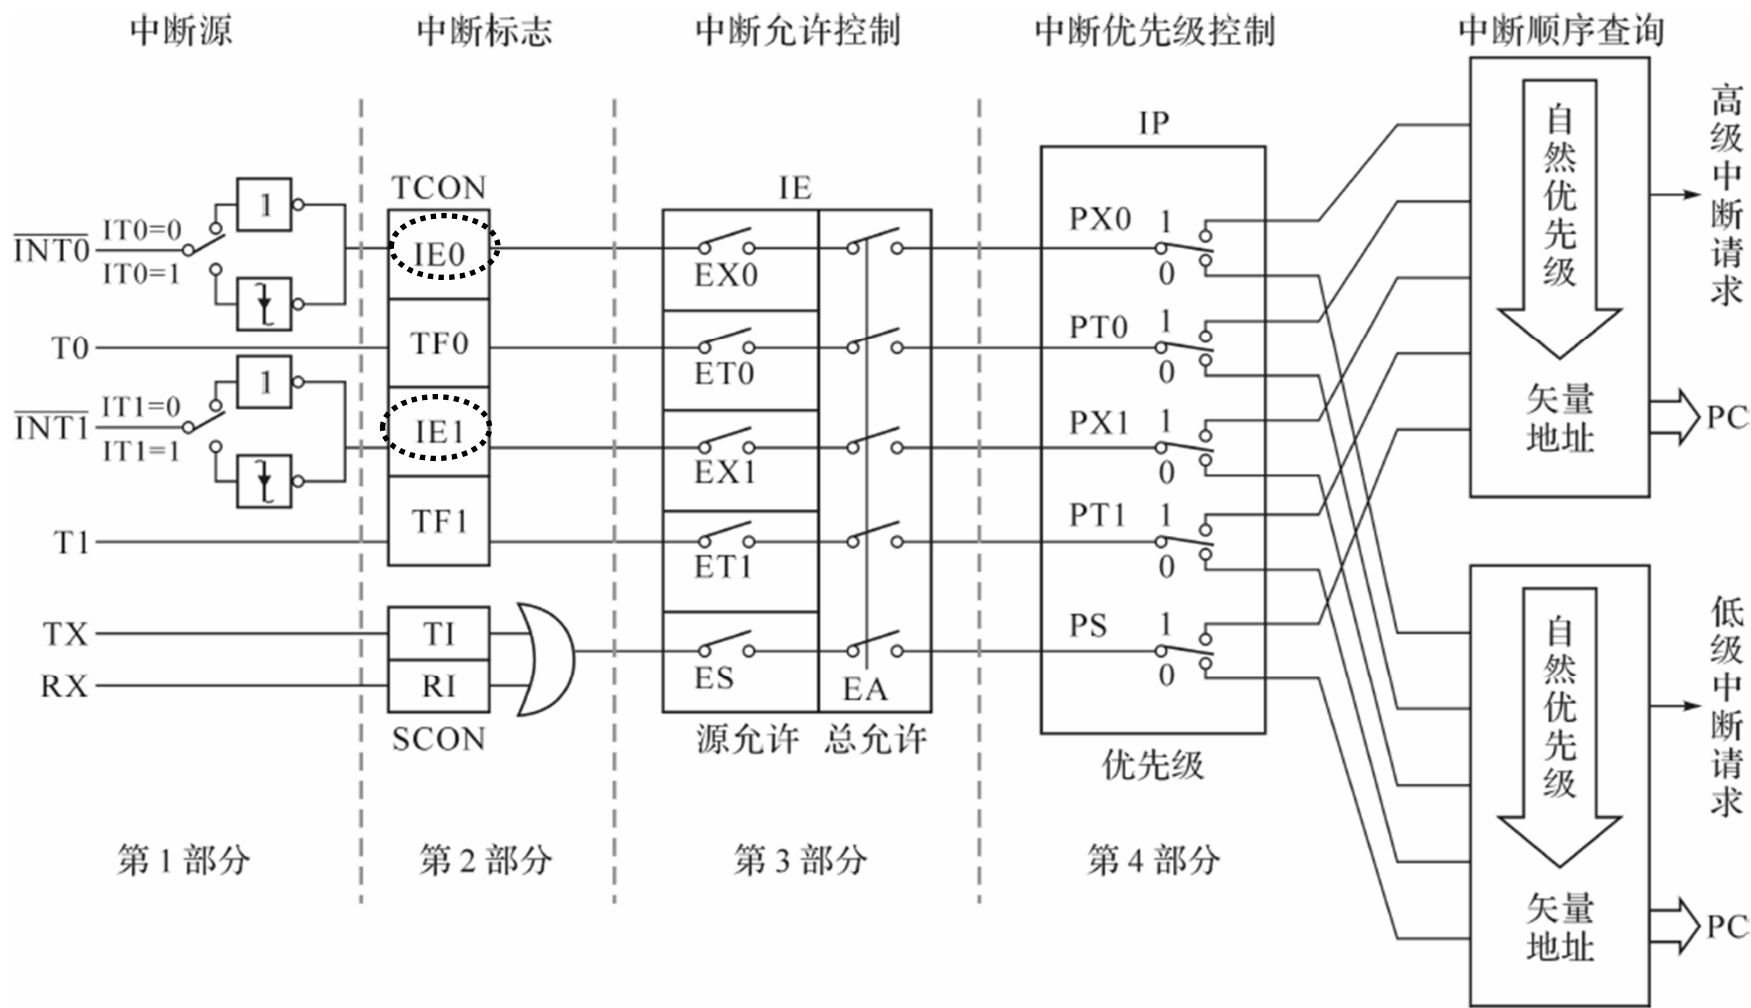 中断源
中断标志
中断允许控制
中断优先级控制
中断顺序查询
INT0
IT0=0
IT0=1
1
T0
INT1
IT1=0
IT1=1
1
T1
TX
RX
TCON
IE0
TF0
IE1
TF1
TI
RI
SCON
IE
EX0
ET0
EX1
ET1
ES
EA
源允许
总允许
IP
PX0
1
0
PT0
1
0
PX1
1
0
PT1
1
0
PS
1
0
优先级
自然优先级
矢量
地址
高级中断请求
PC
自然优先级
矢量
地址
低级中断请求
PC
第1部分
第2部分
第3部分
第4部分